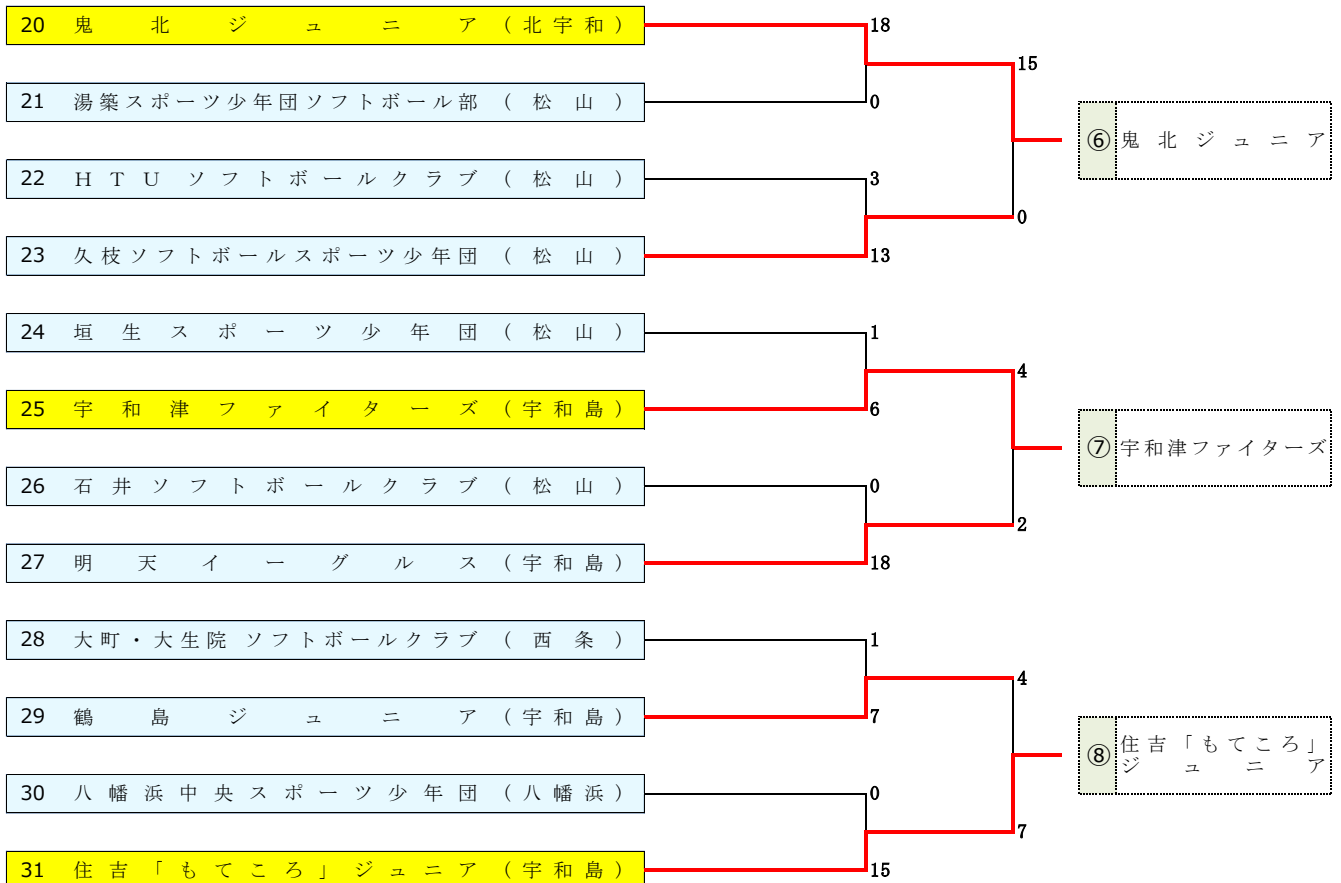 20 鬼北ジュニア(北宇和)
18
15
21 湯築スポーツ少年団ソフトボール部(松山)
0
⑥ 鬼北ジュニア
22 HTUソフトボールクラブ(松山)
3
0
23 久枝ソフトボールスポーツ少年団(松山)
13
24 垣生スポーツ少年団(松山)
1
4
25 宇和津ファイターズ(宇和島)
6
⑦ 宇和津ファイターズ
26 石井ソフトボールクラブ(松山)
0
2
27 明天イーグルス(宇和島)
18
28 大町・大生院 ソフトボールクラブ(西条)
1
4
29 鶴島ジュニア(宇和島)
7
⑧ 住吉「もてころ」
ジュニア
30 八幡浜中央スポーツ少年団(八幡浜)
0
7
31 住吉「もてころ」ジュニア(宇和島)
15